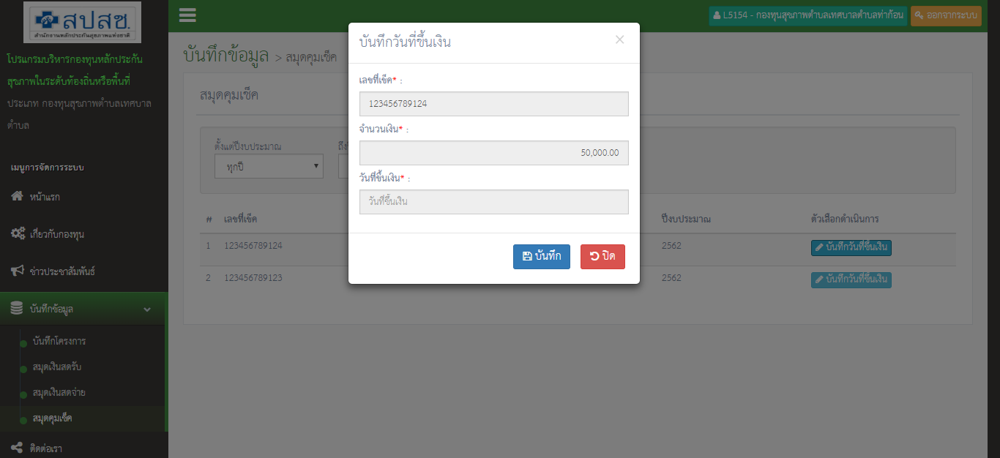 สปสช.
สำนักงานหลักประกันสุขภาพแห่งชาติ
โปรแกรมบริหารกองทุนหลักประกัน
สุขภาพในระดับท้องถิ่นหรือพื้นที่
ประเภท กองทุนสุขภาพตำบลเทศบาล
ตำบล
เมนูการจัดการระบบ
หน้าแรก
เกี่ยวกับกองทุน
ข่าวประชาสัมพันธ์
บันทึกข้อมูล
บันทึกโครงการ
สมุดเงินสดรับ
สมุดเงินสดจ่าย
สมุดคุมเช็ค
ติดต่อเรา
L5154 - กองทุนสุขภาพตำบลเทศบาลตำบลท่าก้อน
ออกจากระบบ
บันทึกข้อมูล > สมุดคุมเช็ค
สมุดคุมเช็ค
ตั้งแต่ปีงบประมาณ
ทุกปี
# เลขที่เช็ค ปีงบประมาณ ตัวเลือกดำเนินการ
1 123456789124 2562 บันทึกวันที่ขึ้นเงิน
2 123456789123 2562 บันทึกวันที่ขึ้นเงิน
บันทึกวันที่ขึ้นเงิน ×
เลขที่เช็ค* :
123456789124
จำนวนเงิน* :
50,000.00
วันที่ขึ้นเงิน* :
วันที่ขึ้นเงิน
บันทึก ปิด